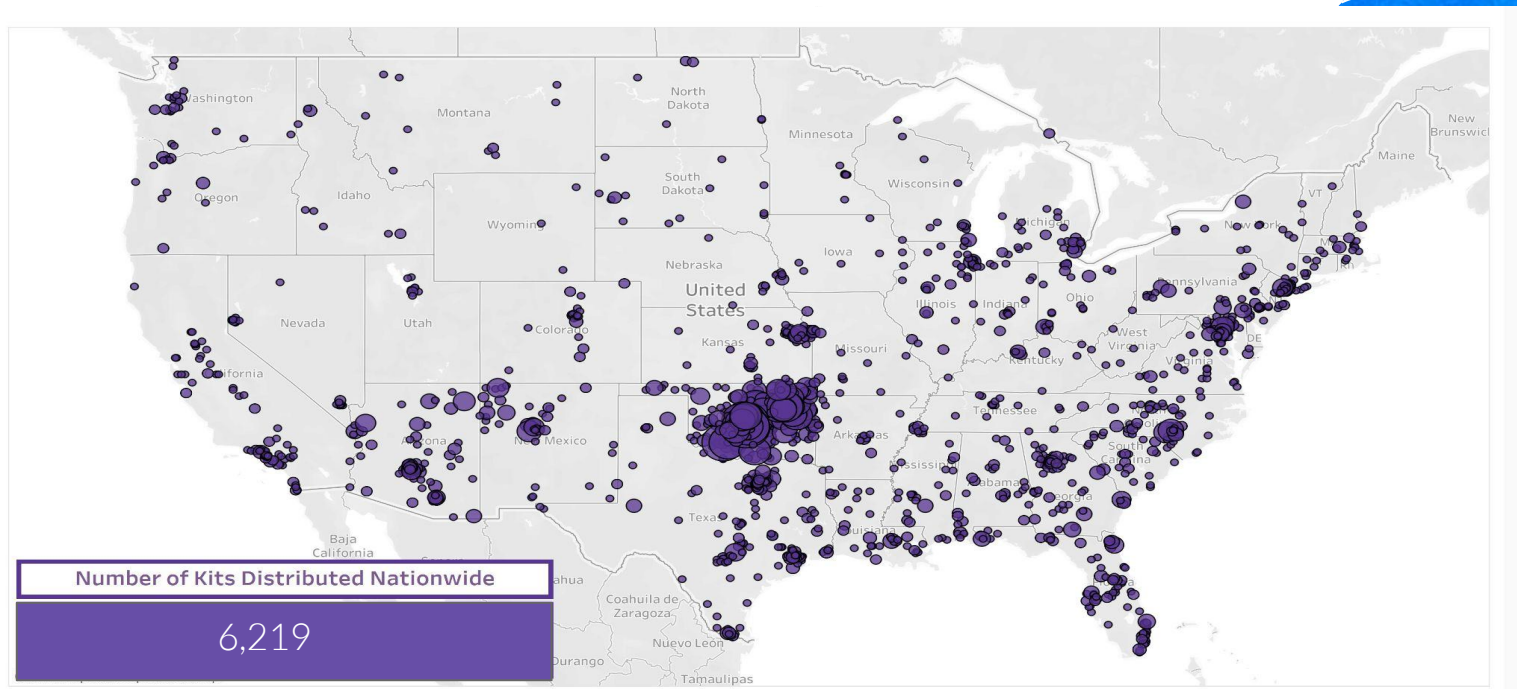 New
Brunswic
Washington
North
Dakota
Montana
Minnesota
Maine
South
Dakota
Wisconsin
VT
Oregon
Idaho
Michigan
Wyoming
New York
Iowa
Nebraska
United
States
Pennsylvania
Illinois
Indiana
Ohio
Nevada
Utah
Colorado
Kansas
Missouri
West
Virginia
DE
Kentucky
Virginia
California
Tennessee
Arizona
New Mexico
Arkansas
South
Carolina
Mississippi
Alabama
Georgia
Texas
Louisiana
Baja
California
Number of Kits Distributed Nationwide
6,219
ahua
Coahuila de
Zaragoza
Florida
Nuevo León
Durango
Tamaulipas